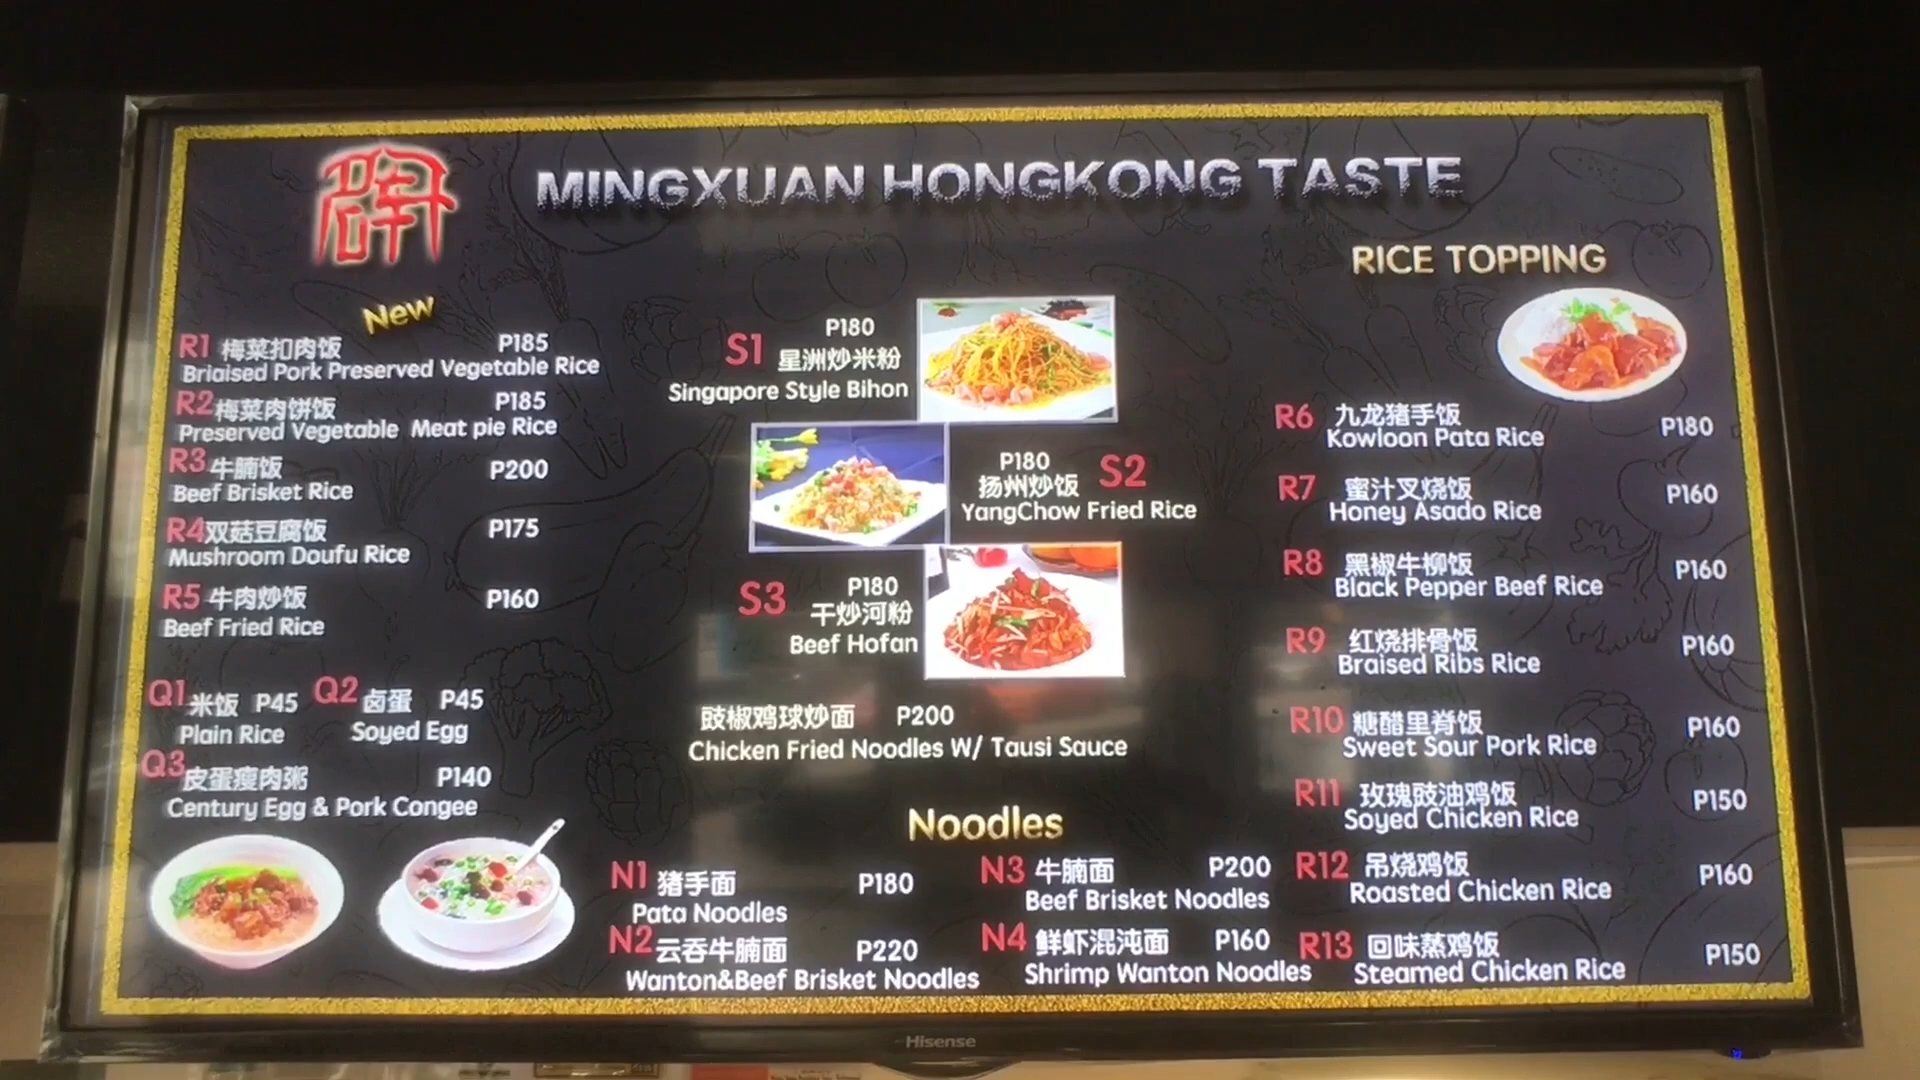 MINGXUAN HONGKONG TASTE
New
R1 梅菜扣肉饭 P185
Briaised Pork Preserved Vegetable Rice
R2 梅菜肉饼饭 P185
Preserved Vegetable Meat pie Rice
R3 牛腩饭 P200
Beef Brisket Rice
R4 双菇豆腐饭 P175
Mushroom Doufu Rice
R5 牛肉炒饭 P160
Beef Fried Rice
Q1 米饭 P45 Q2 卤蛋 P45
Plain Rice Soyed Egg
Q3 皮蛋瘦肉粥 P140
Century Egg & Pork Congee
P180
S1 星洲炒米粉
Singapore Style Bihon
P180 S2
扬州炒饭
YangChow Fried Rice
S3 P180
干炒河粉
Beef Hofan
豉椒鸡球炒面 P200
Chicken Fried Noodles W/ Tausi Sauce
Noodles
N1 猪手面 P180
Pata Noodles
N2 云吞牛腩面 P220
Wanton&Beef Brisket Noodles
N3 牛腩面 P200
Beef Brisket Noodles
N4 鲜虾混沌面 P160
Shrimp Wanton Noodles
RICE TOPPING
R6 九龙猪手饭 P180
Kowloon Pata Rice
R7 蜜汁叉烧饭 P160
Honey Asado Rice
R8 黑椒牛柳饭 P160
Black Pepper Beef Rice
R9 红烧排骨饭 P160
Braised Ribs Rice
R10 糖醋里脊饭 P160
Sweet Sour Pork Rice
R11 玫瑰豉油鸡饭 P150
Soyed Chicken Rice
R12 吊烧鸡饭 P160
Roasted Chicken Rice
R13 回味蒸鸡饭 P150
Steamed Chicken Rice
Hisense